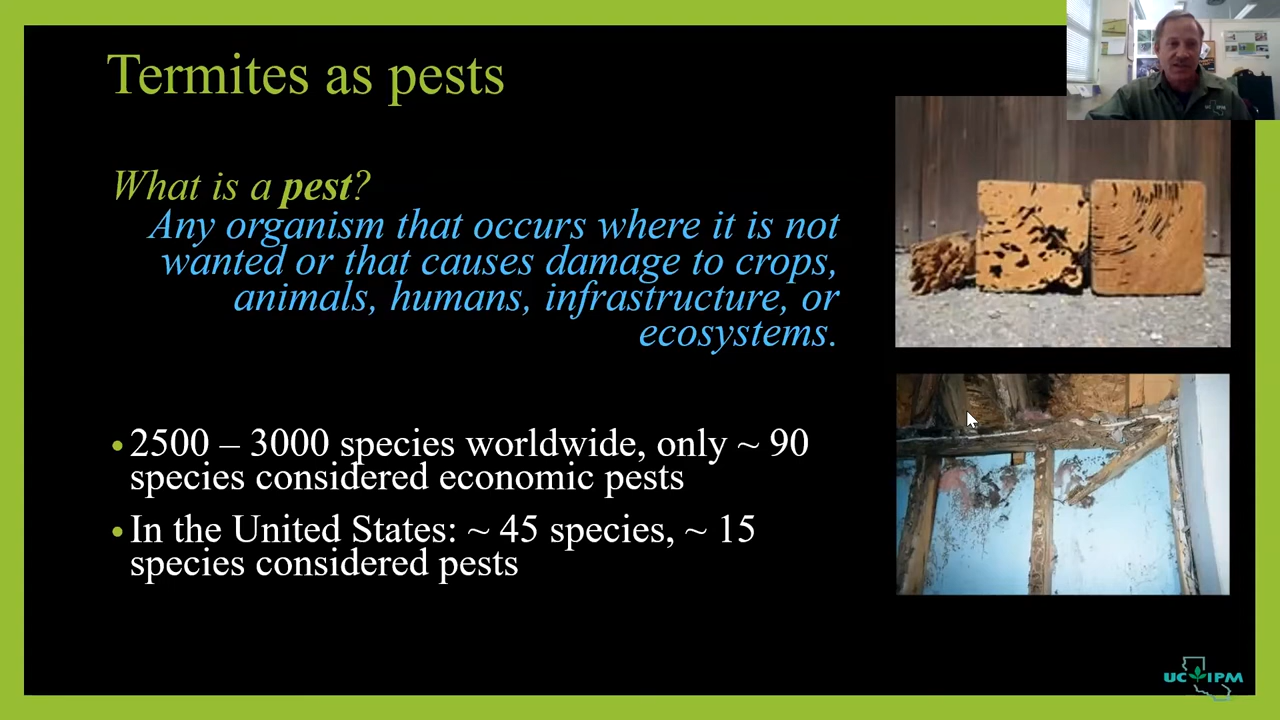 Termites as pests
What is a pest?
Any organism that occurs where it is not
wanted or that causes damage to crops,
animals, humans, infrastructure, or
ecosystems.
• 2500 – 3000 species worldwide, only ~ 90
species considered economic pests
• In the United States: ~ 45 species, ~ 15
species considered pests
UC IPM